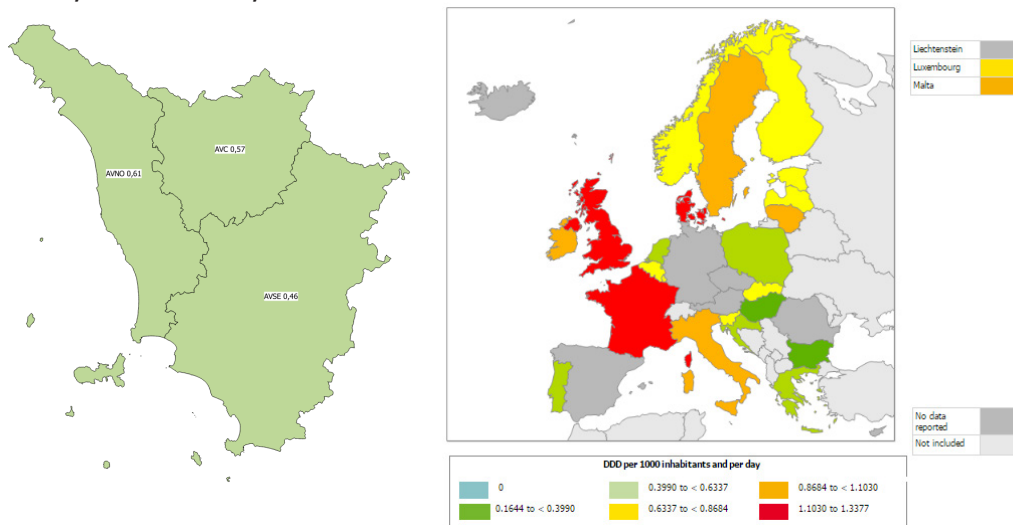 AVC 0,57
AVNO 0,61
AVSE 0,46
Liechtenstein
Luxembourg
Malta
No data
reported
Not included
DDD per 1000 inhabitants and per day
0 0.3990 to < 0.6337 0.8684 to < 1.1030
0.1644 to < 0.3990 0.6337 to < 0.8684 1.1030 to 1.3377